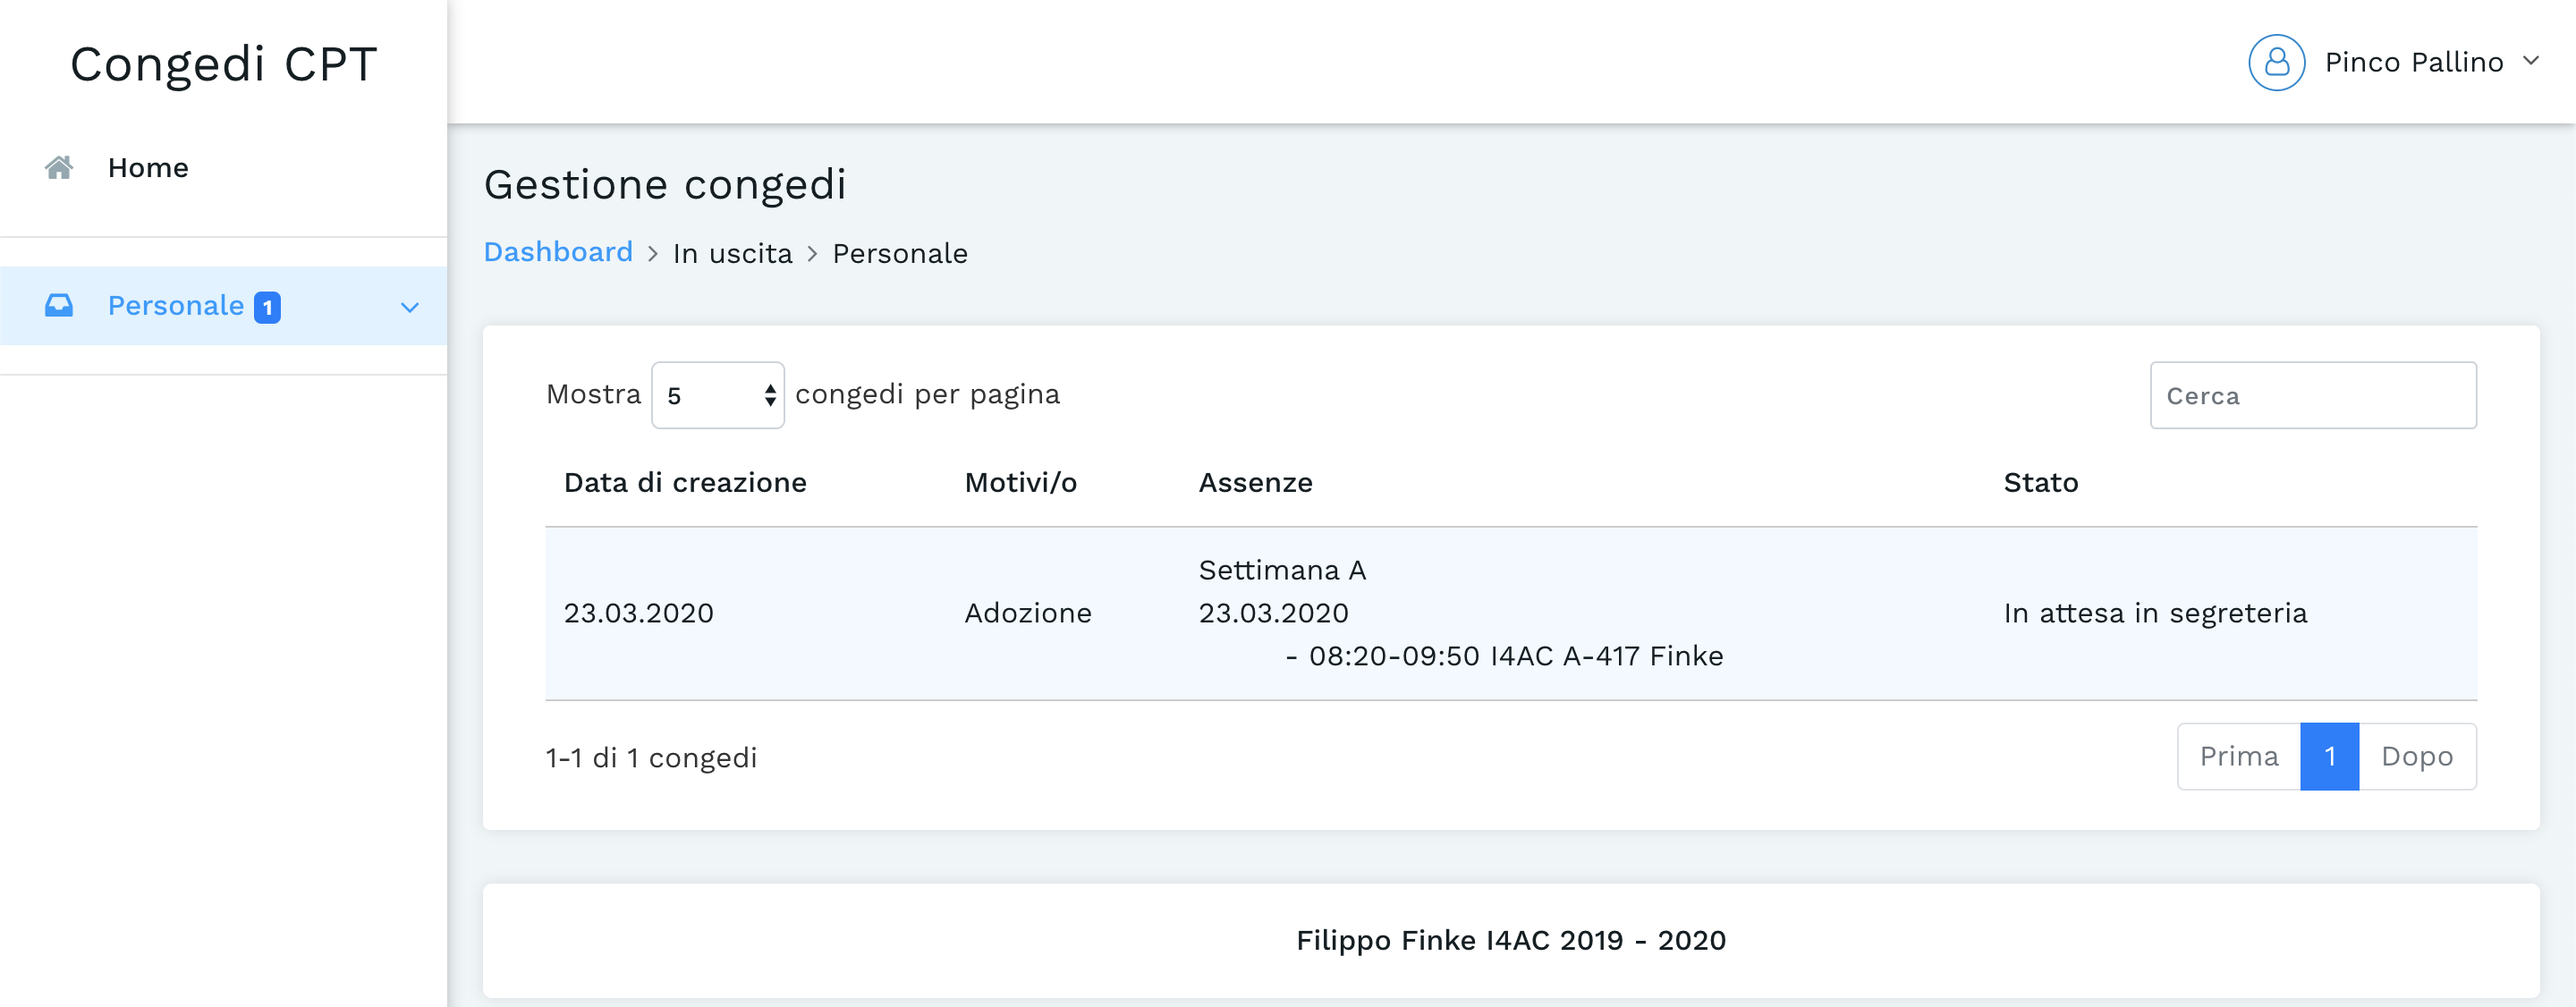 Congedi CPT
Pinco Pallino
Home
Personale 1
Gestione congedi
Dashboard > In uscita > Personale
Mostra 5 congedi per pagina
Cerca
Data di creazione Motivi/o Assenze Stato
Settimana A
23.03.2020 Adozione 23.03.2020 In attesa in segreteria
- 08:20-09:50 I4AC A-417 Finke
1-1 di 1 congedi
Prima 1 Dopo
Filippo Finke I4AC 2019 - 2020